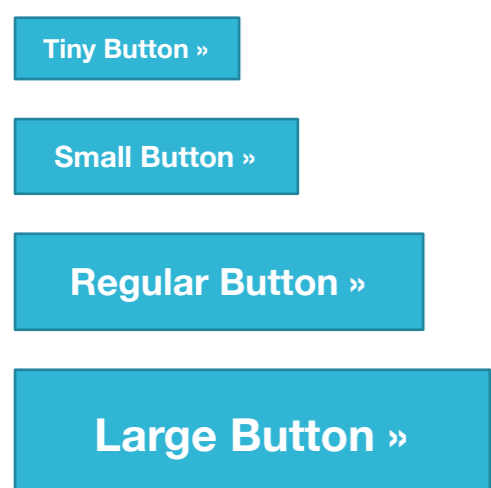 Tiny Button »
Small Button »
Regular Button »
Large Button »